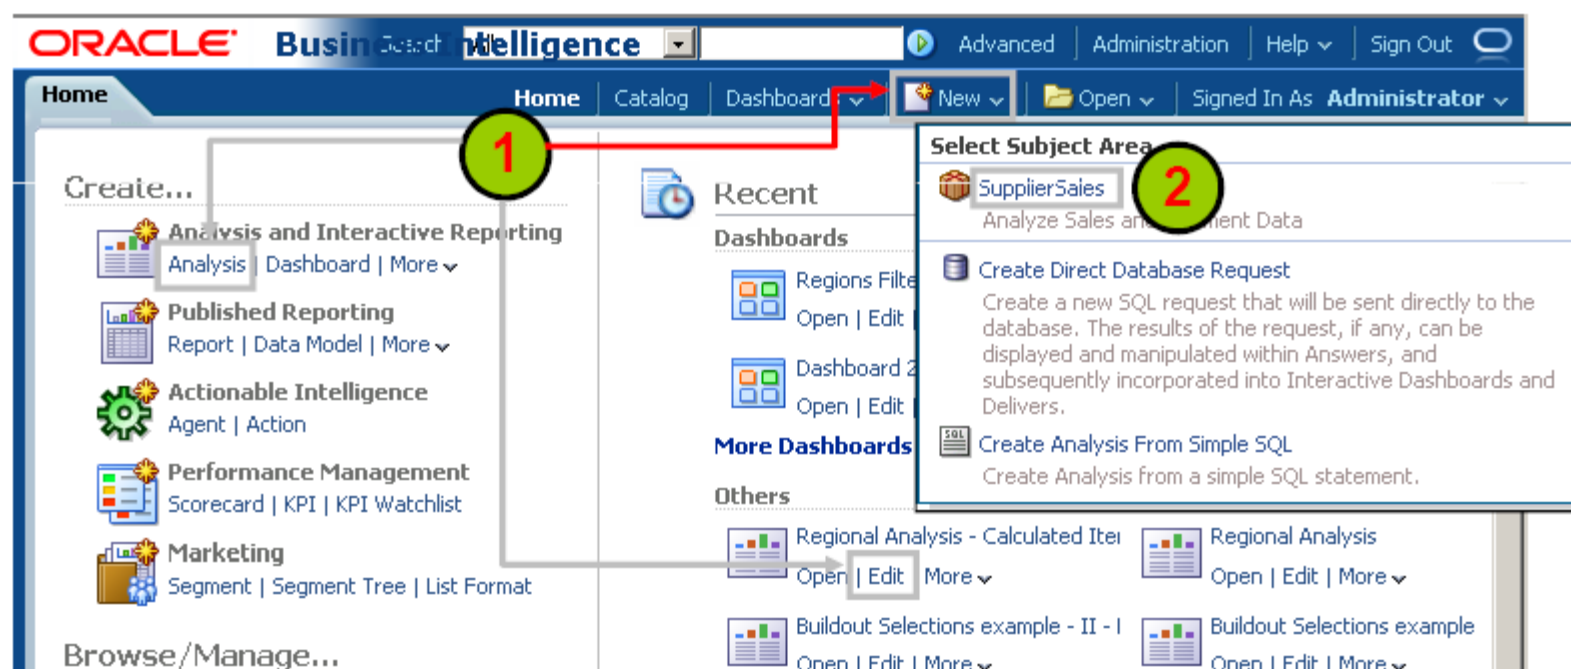 ORACLE Business Intelligence
Search All Advanced Administration Help Sign Out
Home
Home Catalog Dashboards New Open Signed In As Administrator
1
Select Subject Area
SupplierSales
2
Analyze Sales and
Create Direct Database Request
Create a new SQL request that will be sent directly to the
database. The results of the request, if any, can be
displayed and manipulated within Answers, and
subsequently incorporated into Interactive Dashboards and
Delivers.
SQL
Create Analysis From Simple SQL
Create Analysis from a simple SQL statement.
Create...
Analysis and Interactive Reporting
Analysis | Dashboard | More
Published Reporting
Report | Data Model | More
Actionable Intelligence
Agent | Action
Performance Management
Scorecard | KPI | KPI Watchlist
Marketing
Segment | Segment Tree | List Format
Browse/Manage...
Recent
Dashboards
Regions Filte
Open | Edit |
Dashboard 2
Open | Edit |
More Dashboards
Others
Regional Analysis - Calculated Iter
Open | Edit | More
Regional Analysis
Open | Edit | More
Buildout Selections example - II - I
Open | Edit | More
Buildout Selections example
Open | Edit | More